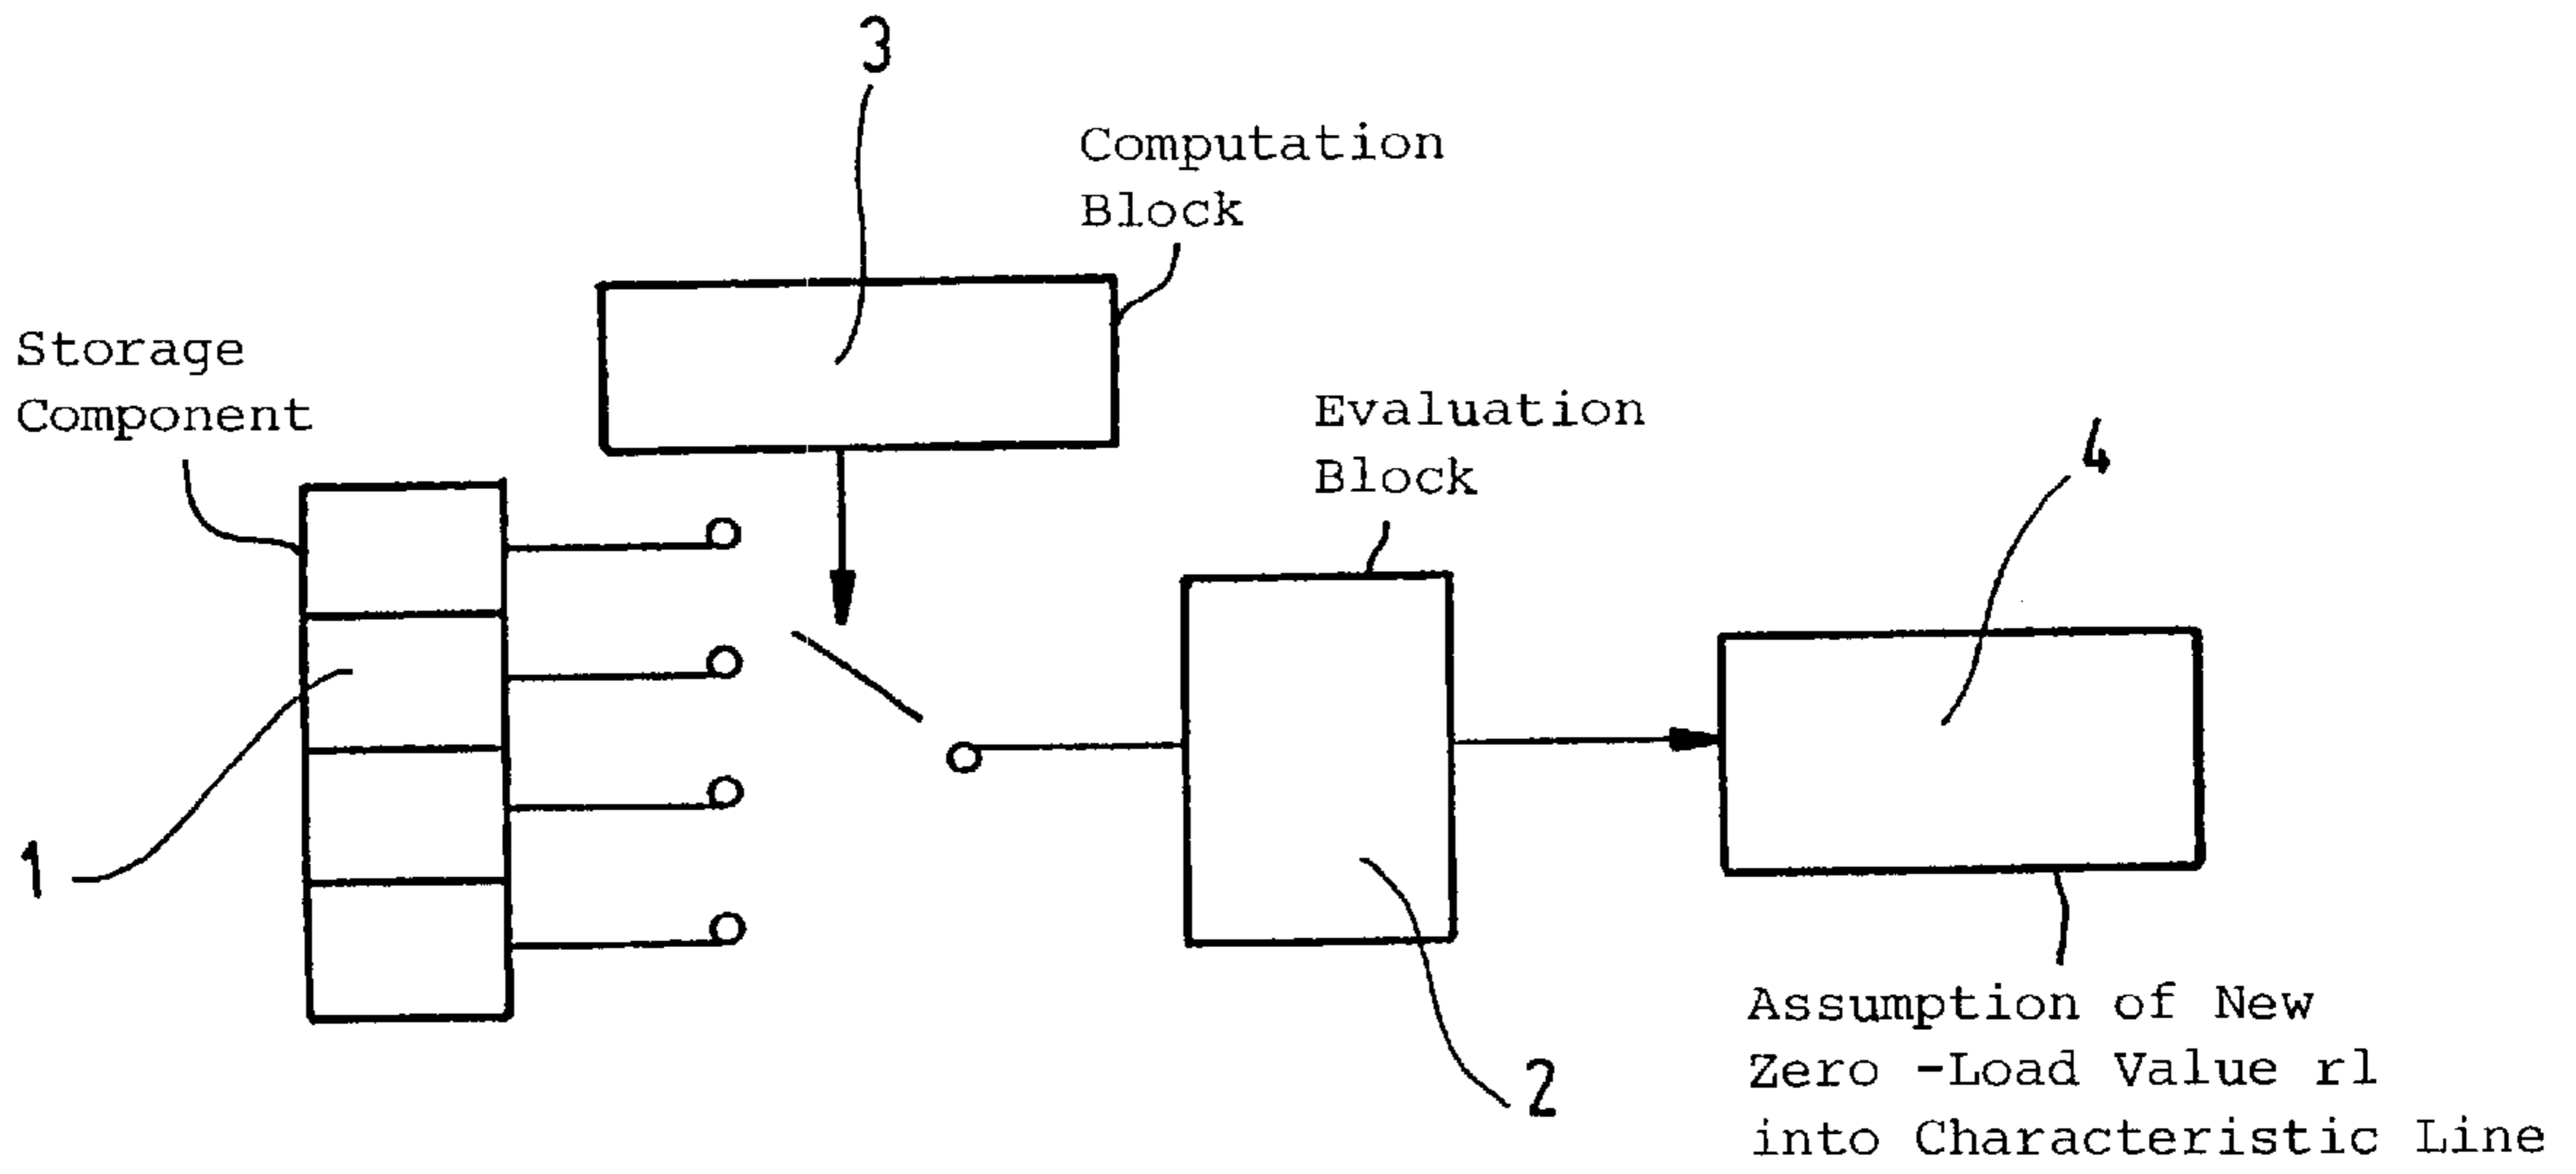 3
Computation
Block
Storage
Component
Evaluation
Block
4
1
2
Assumption of New
Zero -Load Value rl
into Characteristic Line